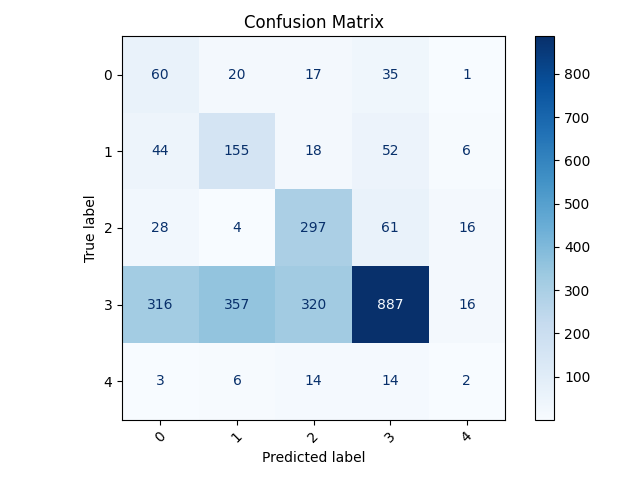 Confusion Matrix
True label
0 60 20 17 35 1
1 44 155 18 52 6
2 28 4 297 61 16
3 316 357 320 887 16
4 3 6 14 14 2
0 1 2 3 4
Predicted label
800
700
600
500
400
300
200
100